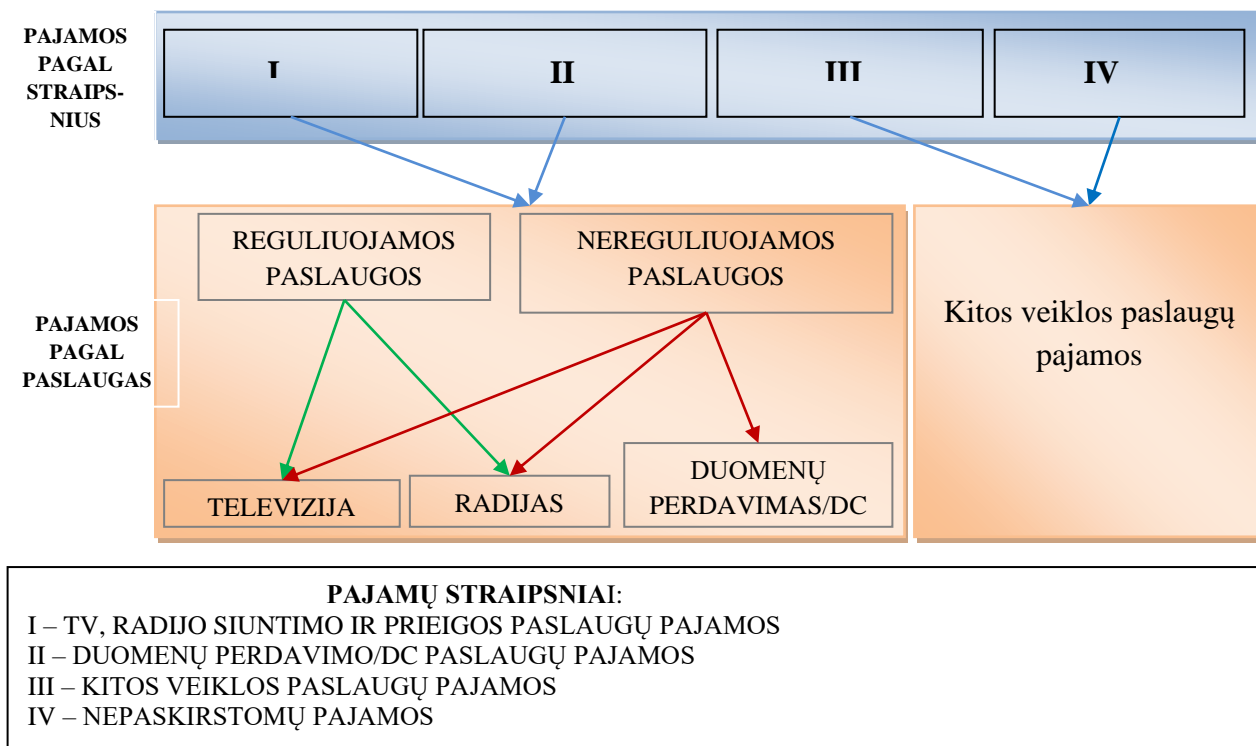 PAJAMOS
PAGAL
STRAIPS-
NIUS
I
II
III
IV
REGULIUOJAMOS
PASLAUGOS
NEREGULIUOJAMOS
PASLAUGOS
Kitos veiklos paslaugų
pajamos
PAJAMOS
PAGAL
PASLAUGAS
TELEVIZIJA
RADIJAS
DUOMENŲ
PERDAVIMAS/DC
PAJAMŲ STRAIPSNIAI:
I – TV, RADIJO SIUNTIMO IR PRIEIGOS PASLAUGŲ PAJAMOS
II – DUOMENŲ PERDAVIMO/DC PASLAUGŲ PAJAMOS
III – KITOS VEIKLOS PASLAUGŲ PAJAMOS
IV – NEPASKIRSTOMŲ PAJAMOS